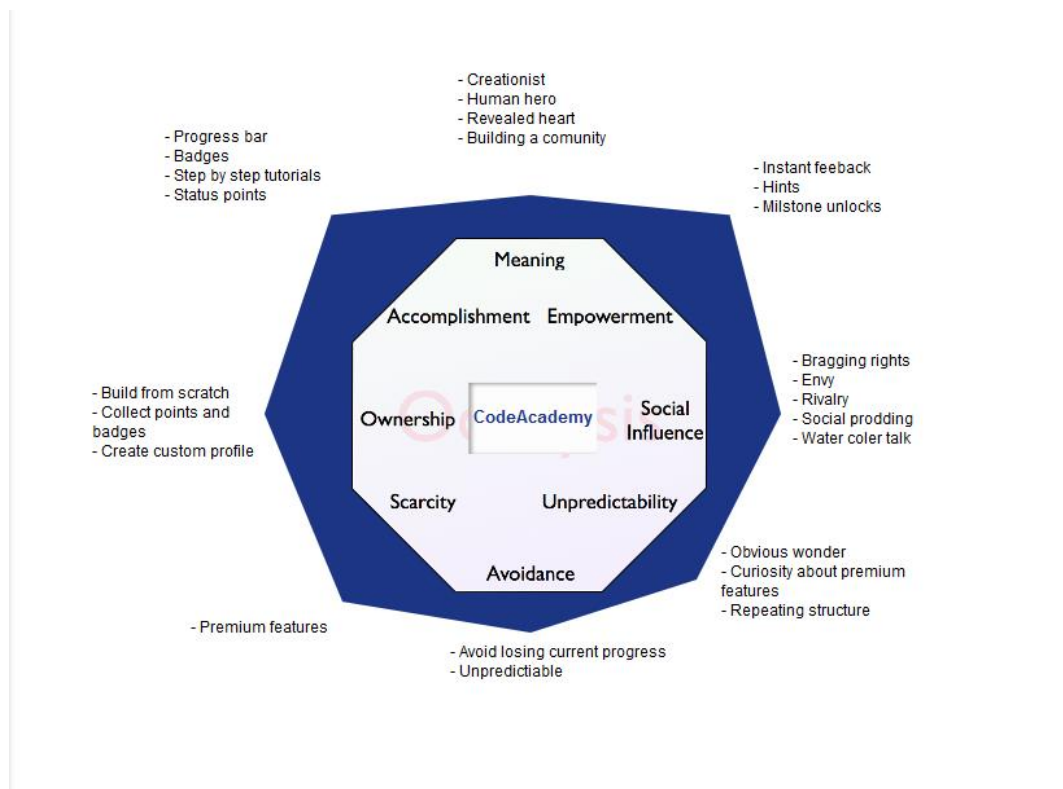 - Creationist
- Human hero
- Revealed heart
- Building a comunity
- Progress bar
- Badges
- Step by step tutorials
- Status points
- Instant feeback
- Hints
- Milstone unlocks
Meaning
Accomplishment
Empowerment
- Build from scratch
- Collect points and
badges
- Create custom profile
Ownership
CodeAcademy
Social
Influence
- Bragging rights
- Envy
- Rivalry
- Social prodding
- Water coler talk
Scarcity
Unpredictability
Avoidance
- Obvious wonder
- Curiosity about premium
features
- Repeating structure
- Premium features
- Avoid losing current progress
- Unpredictiable